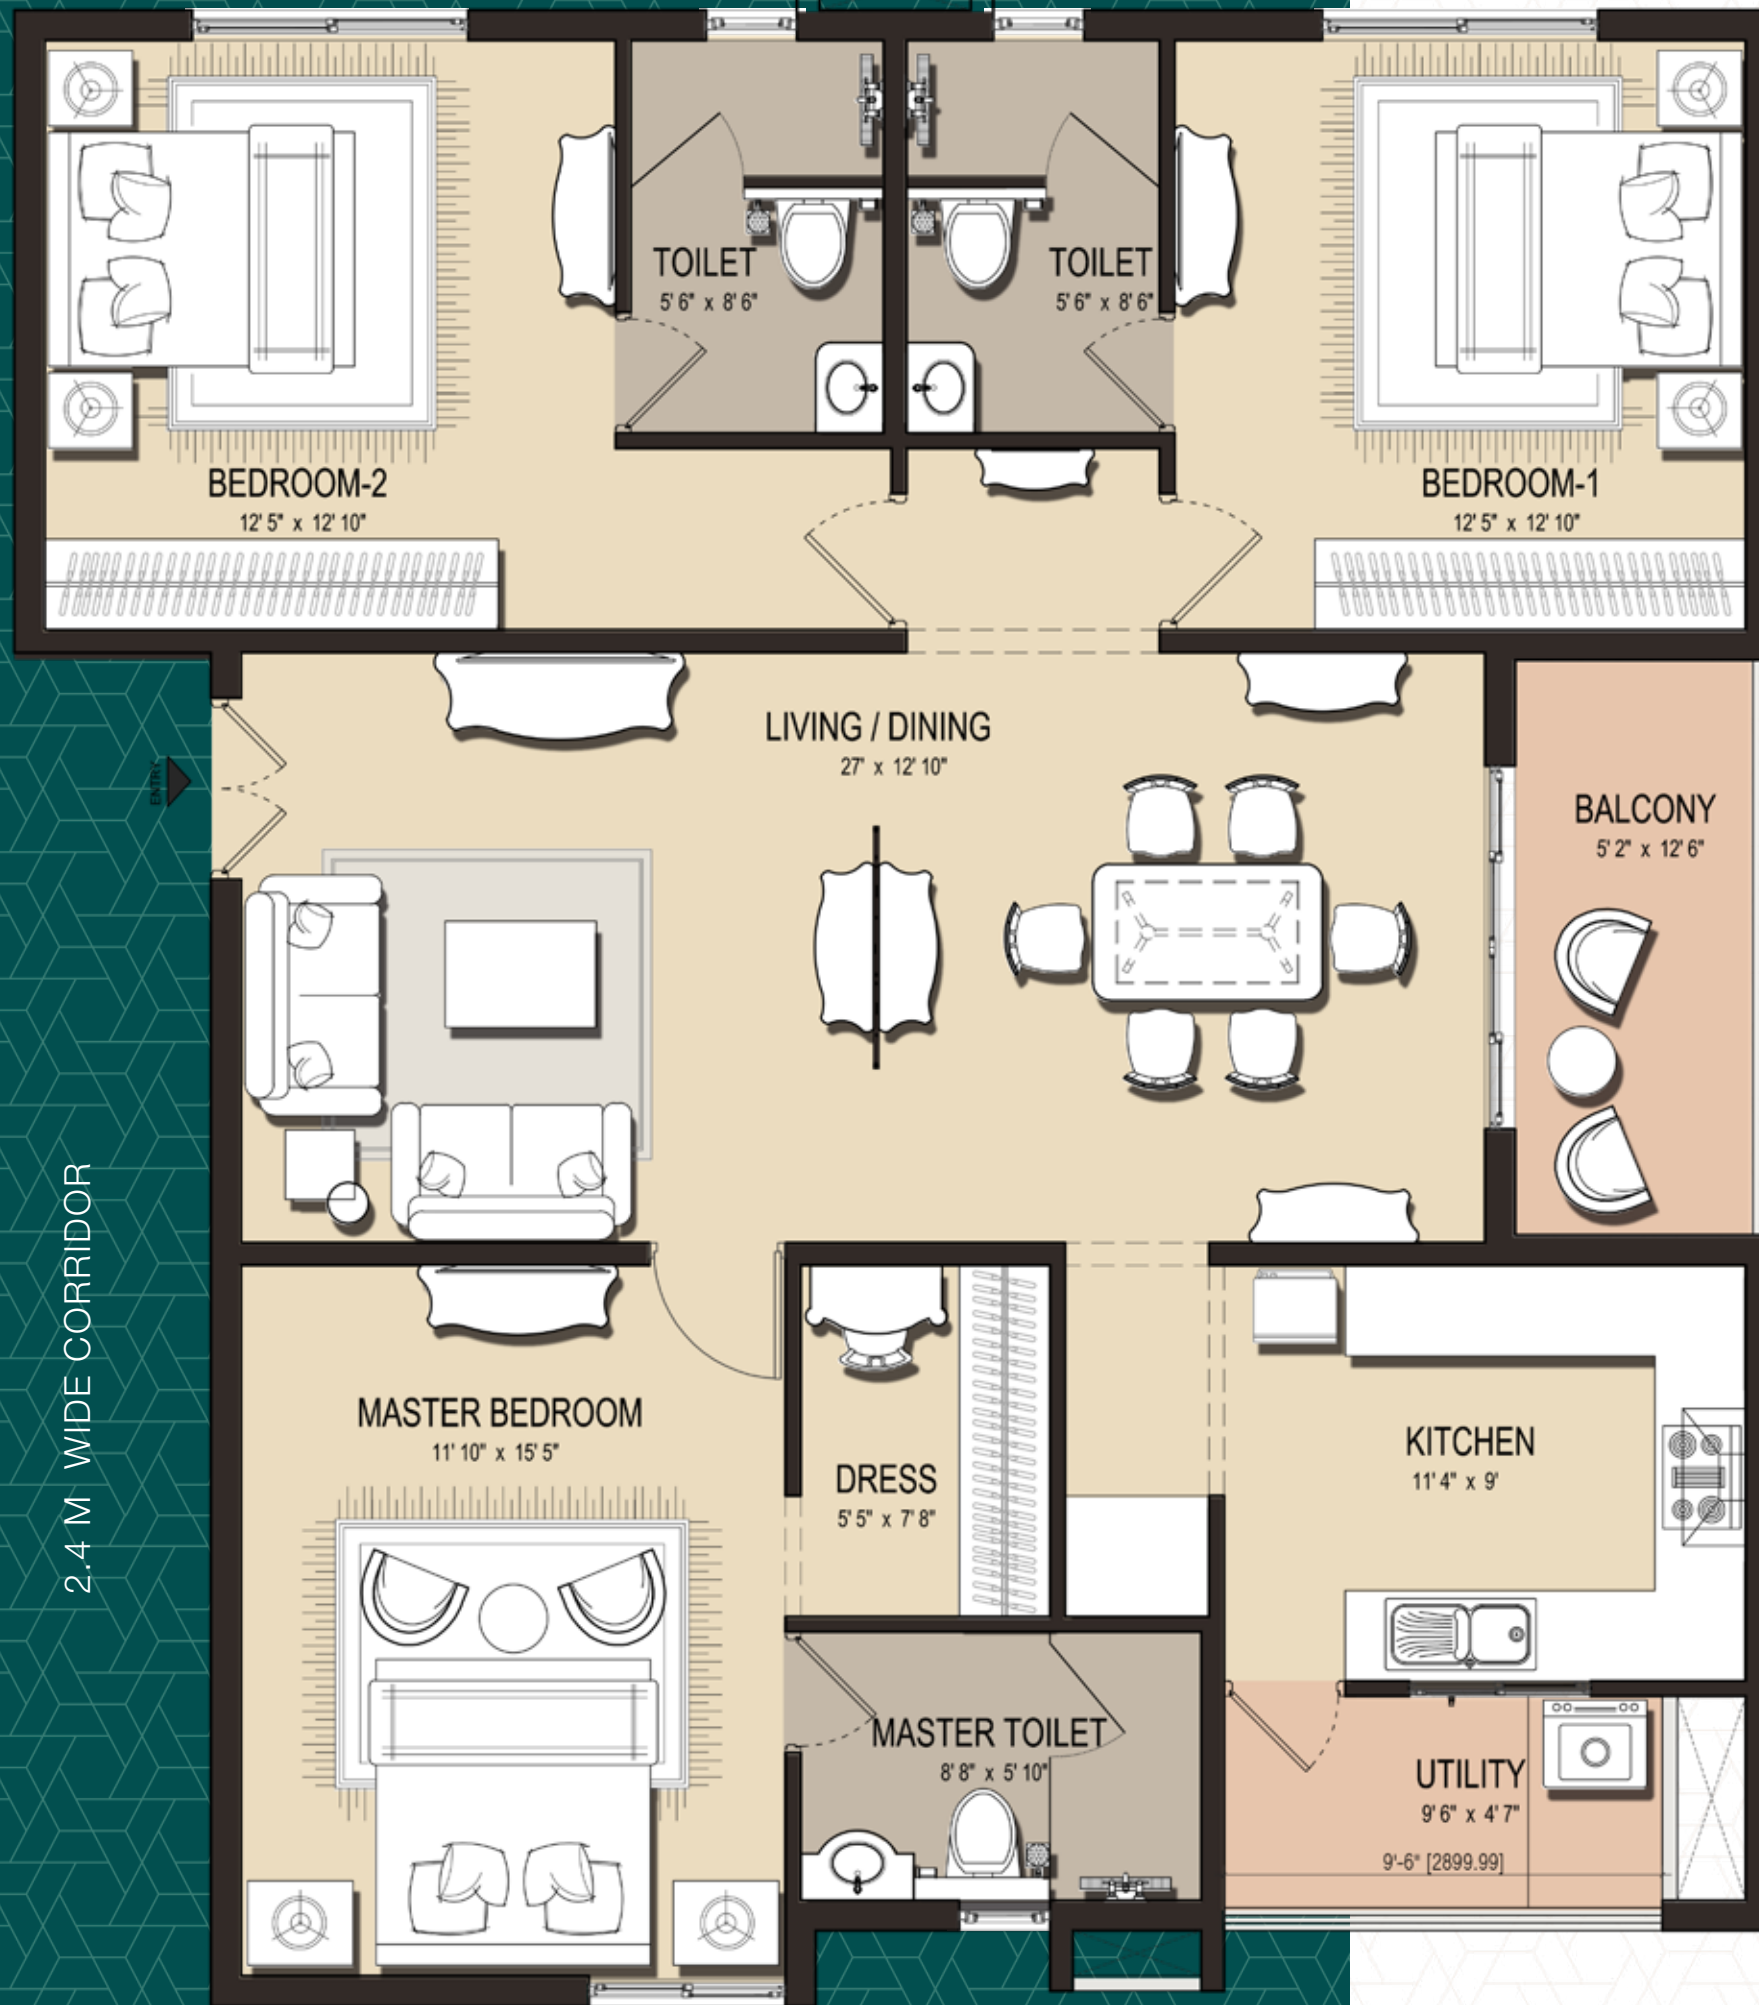 TOILET
5' 6" x 8' 6"
TOILET
5' 6" x 8' 6"
BEDROOM-2
12' 5" x 12' 10"
BEDROOM-1
12' 5" x 12' 10"
LIVING / DINING
27' x 12' 10"
ENTRY
BALCONY
5' 2" x 12' 6"
2.4 M WIDE CORRIDOR
MASTER BEDROOM
11' 10" x 15' 5"
DRESS
5' 5" x 7' 8"
KITCHEN
11' 4" x 9'
MASTER TOILET
8' 8" x 5' 10"
UTILITY
9' 6" x 4' 7"
9'-6" [2899.99]